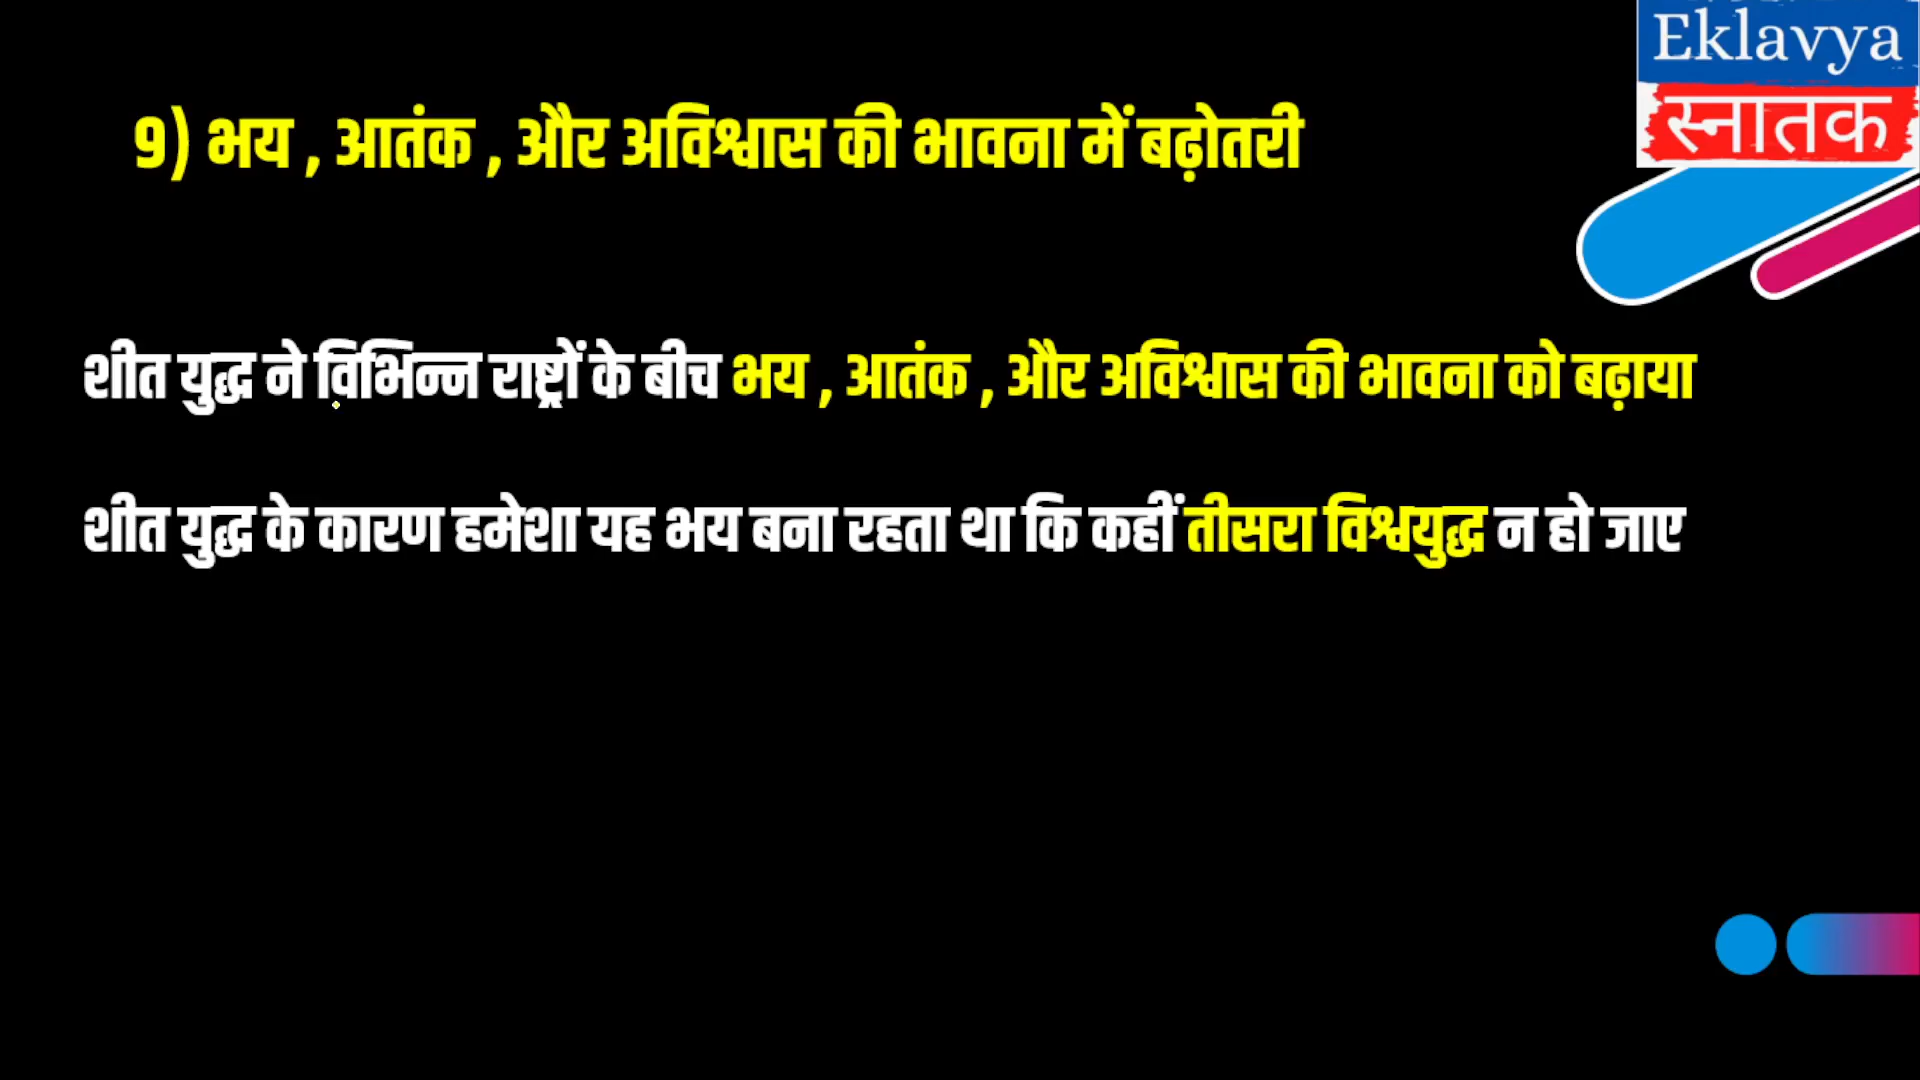 Eklavya
स्नातक
9) भय , आतंक , और अविश्वास की भावना में बढ़ोतरी
शीत युद्ध ने विभिन्न राष्ट्रों के बीच भय , आतंक , और अविश्वास की भावना को बढ़ाया
शीत युद्ध के कारण हमेशा यह भय बना रहता था कि कहीं तीसरा विश्वयुद्ध न हो जाए